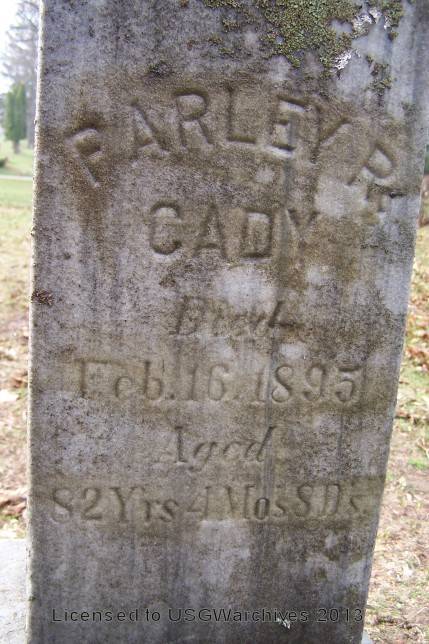 FARLEY R.
CADY
Died
Feb. 16. 1895
Aged
82 Yrs 4 Mos 8 Ds.
Licensed to USGWarchives 2013